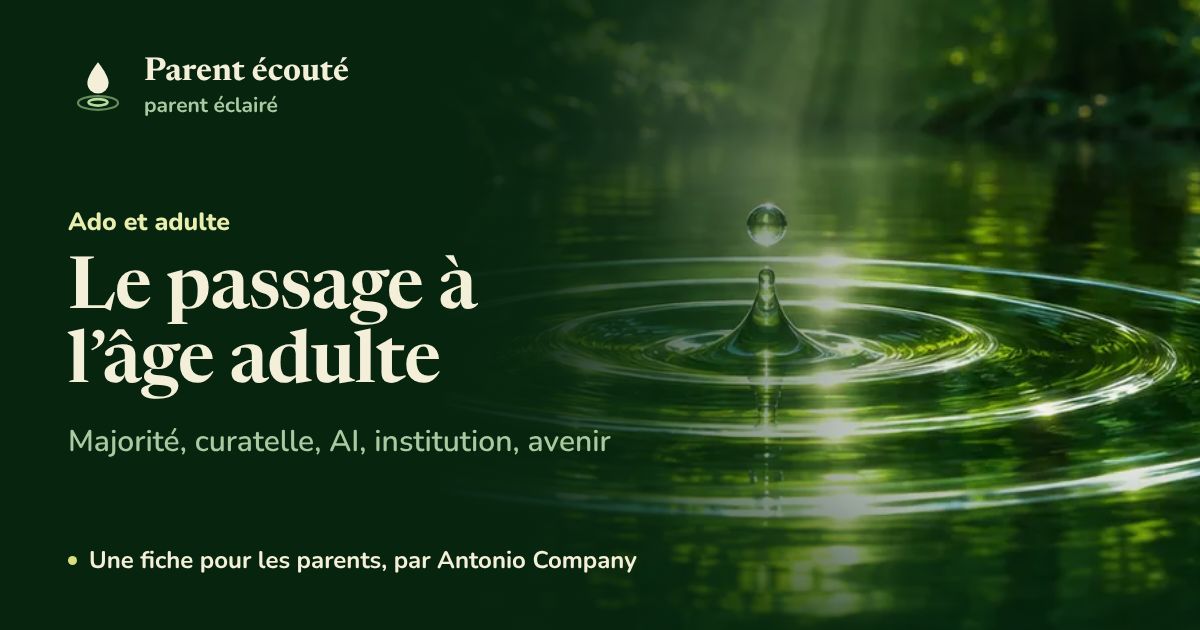 Parent écouté
parent éclairé
Ado et adulte
Le passage à
l’âge adulte
Majorité, curatelle, AI, institution, avenir
Une fiche pour les parents, par Antonio Company